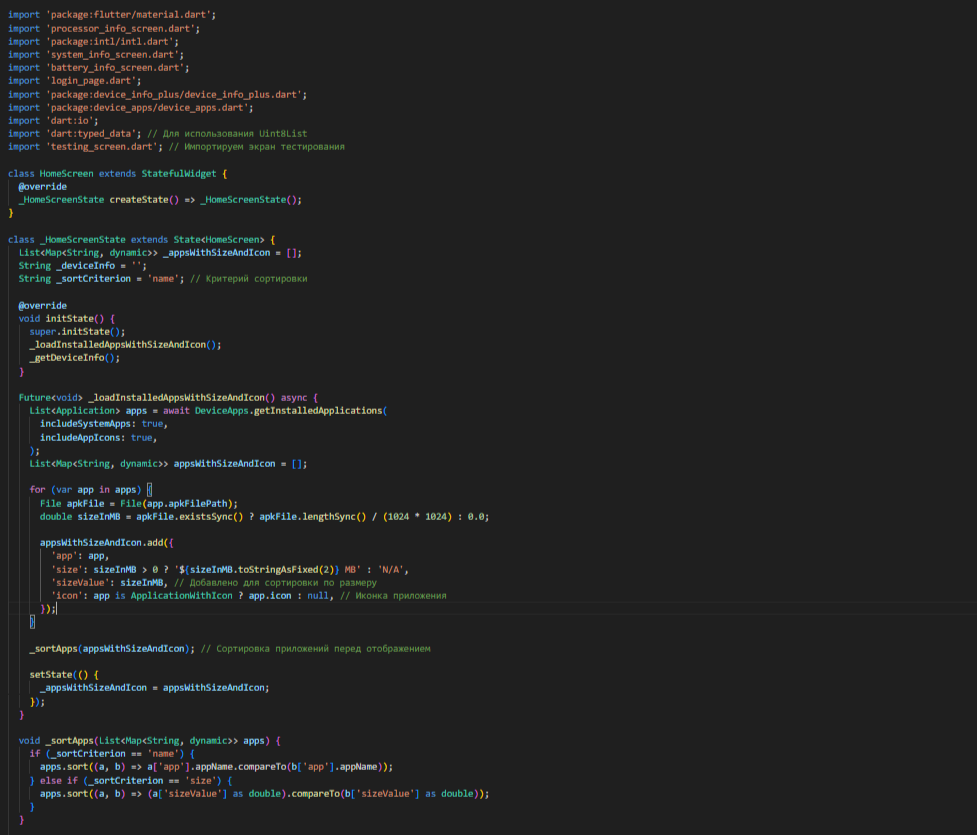 import 'package:flutter/material.dart';
import 'processor_info_screen.dart';
import 'package:intl/intl.dart';
import 'system_info_screen.dart';
import 'battery_info_screen.dart';
import 'login_page.dart';
import 'package:device_info_plus/device_info_plus.dart';
import 'package:device_apps/device_apps.dart';
import 'dart:io';
import 'dart:typed_data'; // Для использования Uint8List
import 'testing_screen.dart'; // Импортируем экран тестирования

class HomeScreen extends StatefulWidget {
  @override
  _HomeScreenState createState() => _HomeScreenState();
}

class _HomeScreenState extends State<HomeScreen> {
  List<Map<String, dynamic>> _appsWithSizeAndIcon = [];
  String _deviceInfo = '';
  String _sortCriterion = 'name'; // Критерий сортировки

  @override
  void initState() {
    super.initState();
    _loadInstalledAppsWithSizeAndIcon();
    _getDeviceInfo();
  }

  Future<void> _loadInstalledAppsWithSizeAndIcon() async {
    List<Application> apps = await DeviceApps.getInstalledApplications(
      includeSystemApps: true,
      includeAppIcons: true,
    );
    List<Map<String, dynamic>> appsWithSizeAndIcon = [];

    for (var app in apps) {
      File apkFile = File(app.apkFilePath);
      double sizeInMB = apkFile.existsSync() ? apkFile.lengthSync() / (1024 * 1024) : 0.0;

      appsWithSizeAndIcon.add({
        'app': app,
        'size': sizeInMB > 0 ? '${sizeInMB.toStringAsFixed(2)} MB' : 'N/A',
        'sizeValue': sizeInMB, // Добавлено для сортировки по размеру
        'icon': app is ApplicationWithIcon ? app.icon : null, // Иконка приложения
      });
    }

    _sortApps(appsWithSizeAndIcon); // Сортировка приложений перед отображением

    setState(() {
      _appsWithSizeAndIcon = appsWithSizeAndIcon;
    });
  }

  void _sortApps(List<Map<String, dynamic>> apps) {
    if (_sortCriterion == 'name') {
      apps.sort((a, b) => a['app'].appName.compareTo(b['app'].appName));
    } else if (_sortCriterion == 'size') {
      apps.sort((a, b) => (a['sizeValue'] as double).compareTo(b['sizeValue'] as double));
    }
  }